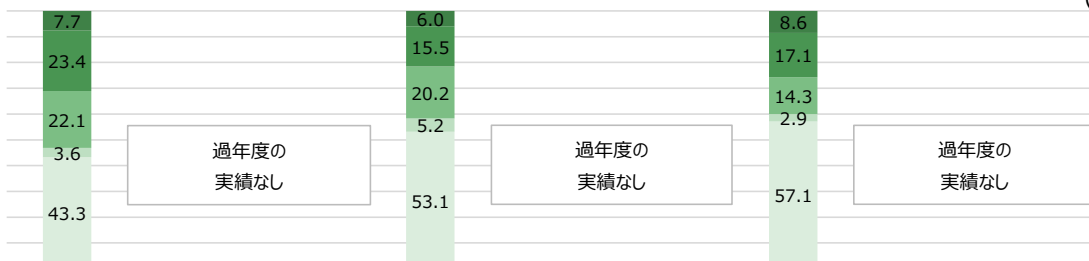 7.7
23.4
22.1
3.6
43.3
過年度の
実績なし
6.0
15.5
20.2
5.2
53.1
過年度の
実績なし
8.6
17.1
14.3
2.9
57.1
過年度の
実績なし